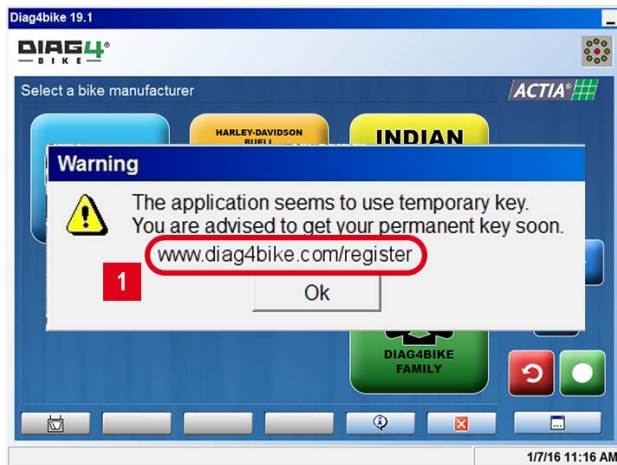 Diag4bike 19.1
DIAG4®
BIKE
Select a bike manufacturer
ACTIA®
HARLEY-DAVIDSON
BUELL
INDIAN
Warning
The application seems to use temporary key.
You are advised to get your permanent key soon.
www.diag4bike.com/register
1
Ok
DIAG4BIKE
FAMILY
1/7/16 11:16 AM